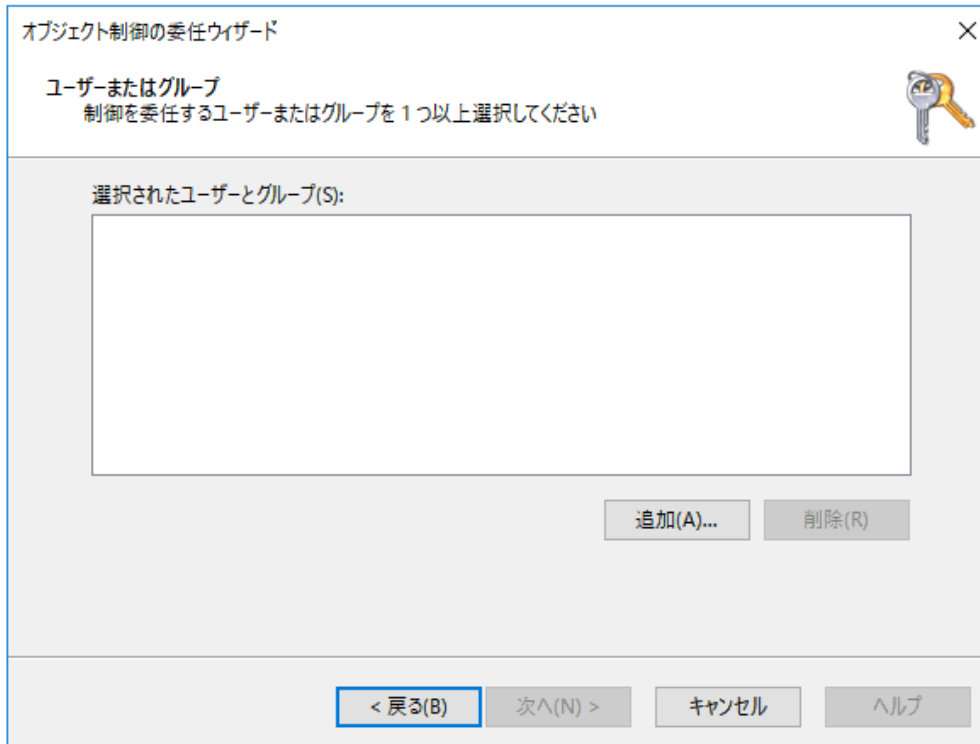 オブジェクト制御の委任ウィザード
ユーザーまたはグループ
制御を委任するユーザーまたはグループを 1 つ以上選択してください
選択されたユーザーとグループ(S):
追加(A)... 削除(R)
< 戻る(B) 次へ(N) > キャンセル ヘルプ